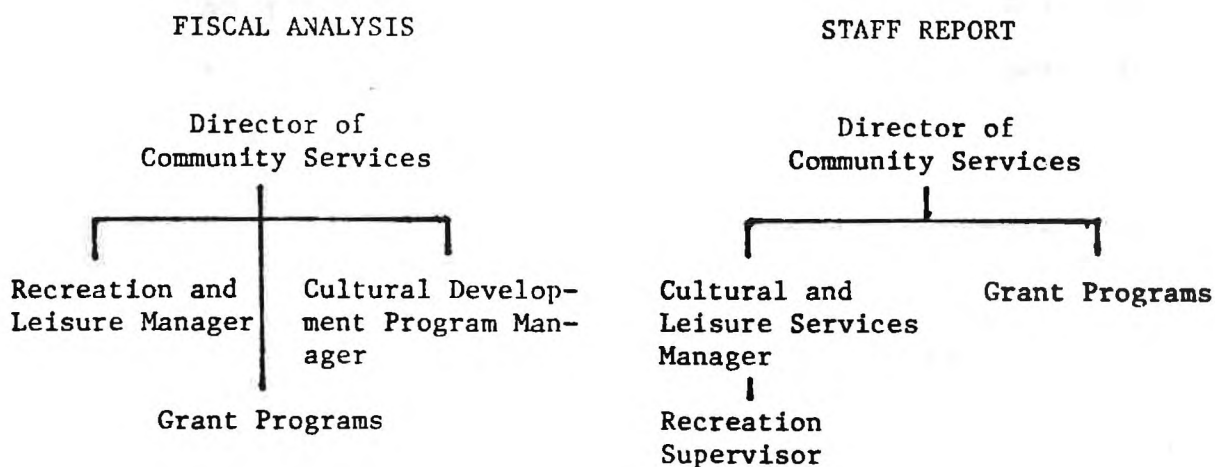 FISCAL ANALYSIS
Director of
Community Services
Recreation and
Leisure Manager
Cultural Develop-
ment Program Man-
ager
Grant Programs
STAFF REPORT
Director of
Community Services
Cultural and
Leisure Services
Manager
Grant Programs
Recreation
Supervisor